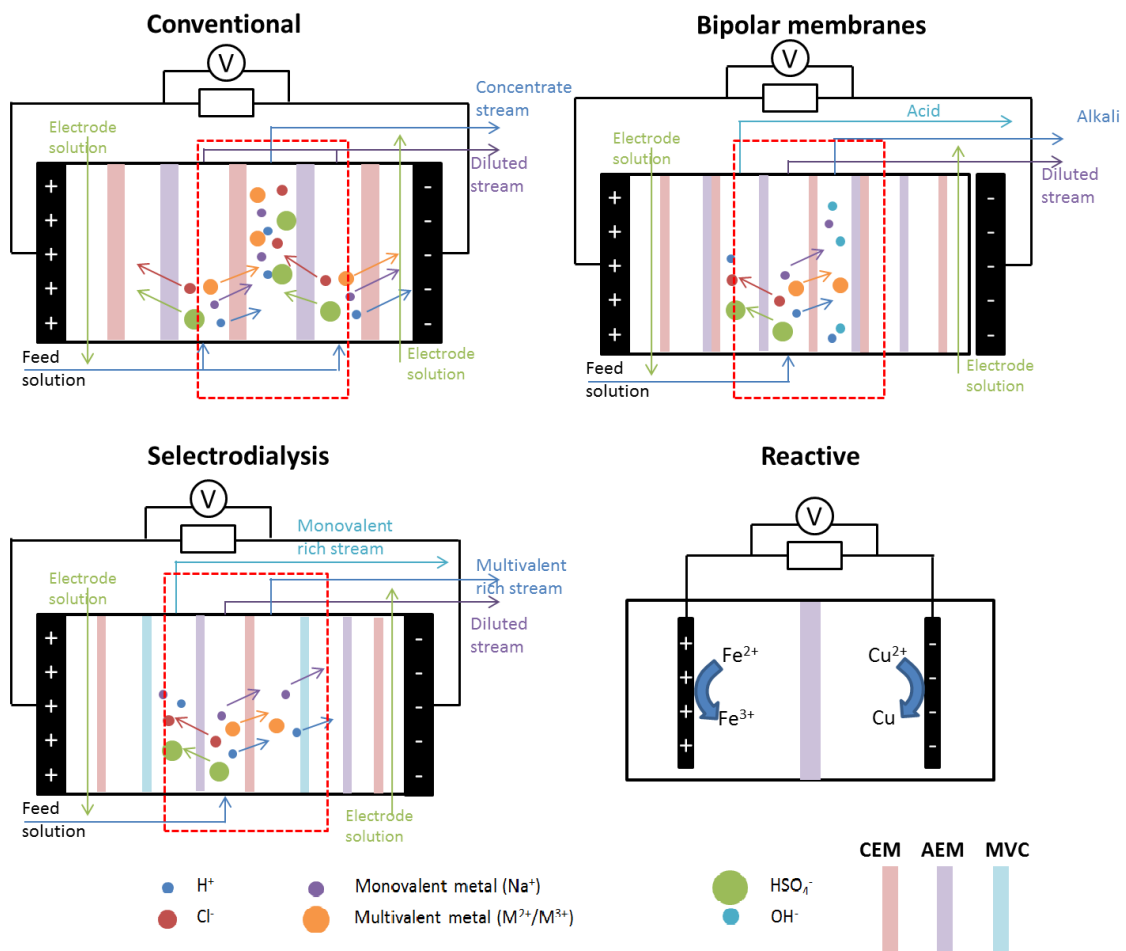 Conventional
V
Concentrate
stream
Electrode
solution
Diluted
stream
+
+
+
+
+
-
-
-
-
-
-
Feed
solution
Electrode
solution
Bipolar membranes
V
Acid
Alkali
Electrode
solution
Diluted
stream
+
+
+
+
+
-
-
-
-
-
-
Feed
solution
Electrode
solution
Selectrodialysis
V
Monovalent
rich stream
Multivalent
rich stream
Electrode
solution
Diluted
stream
+
+
+
+
+
-
-
-
-
-
-
Feed
solution
Electrode
solution
Reactive
V
+
+
+
+
Fe²⁺
Fe³⁺
Cu²⁺
Cu
-
-
-
-
-
CEM AEM MVC
H⁺
Monovalent metal (Na⁺)
HSO₄⁻
Cl⁻
Multivalent metal (M²⁺/M³⁺)
OH⁻